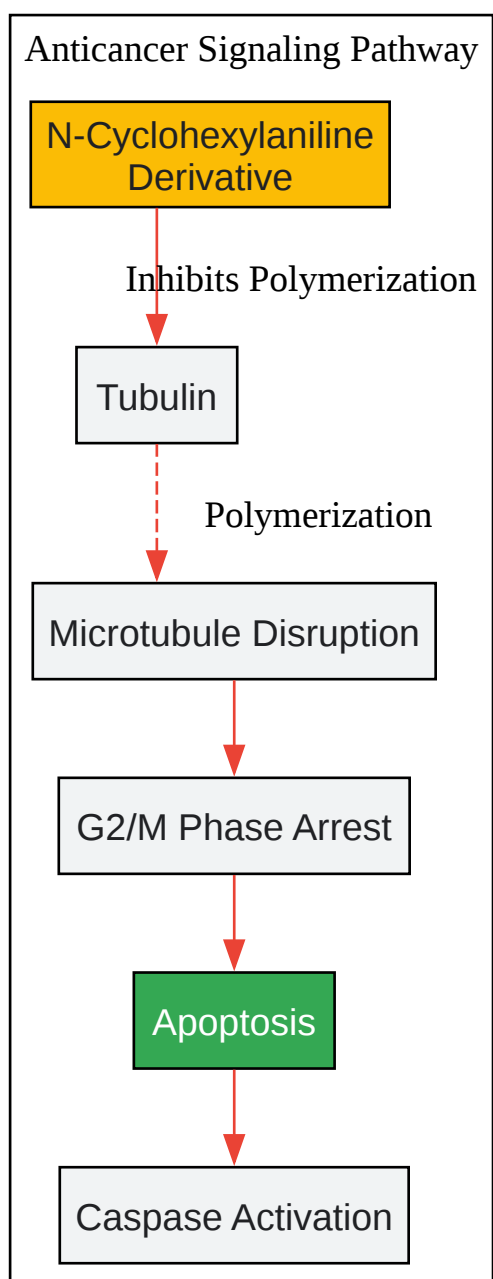 Anticancer Signaling Pathway
N-Cyclohexylaniline
Derivative
Inhibits Polymerization
Tubulin
Polymerization
Microtubule Disruption
G2/M Phase Arrest
Apoptosis
Caspase Activation